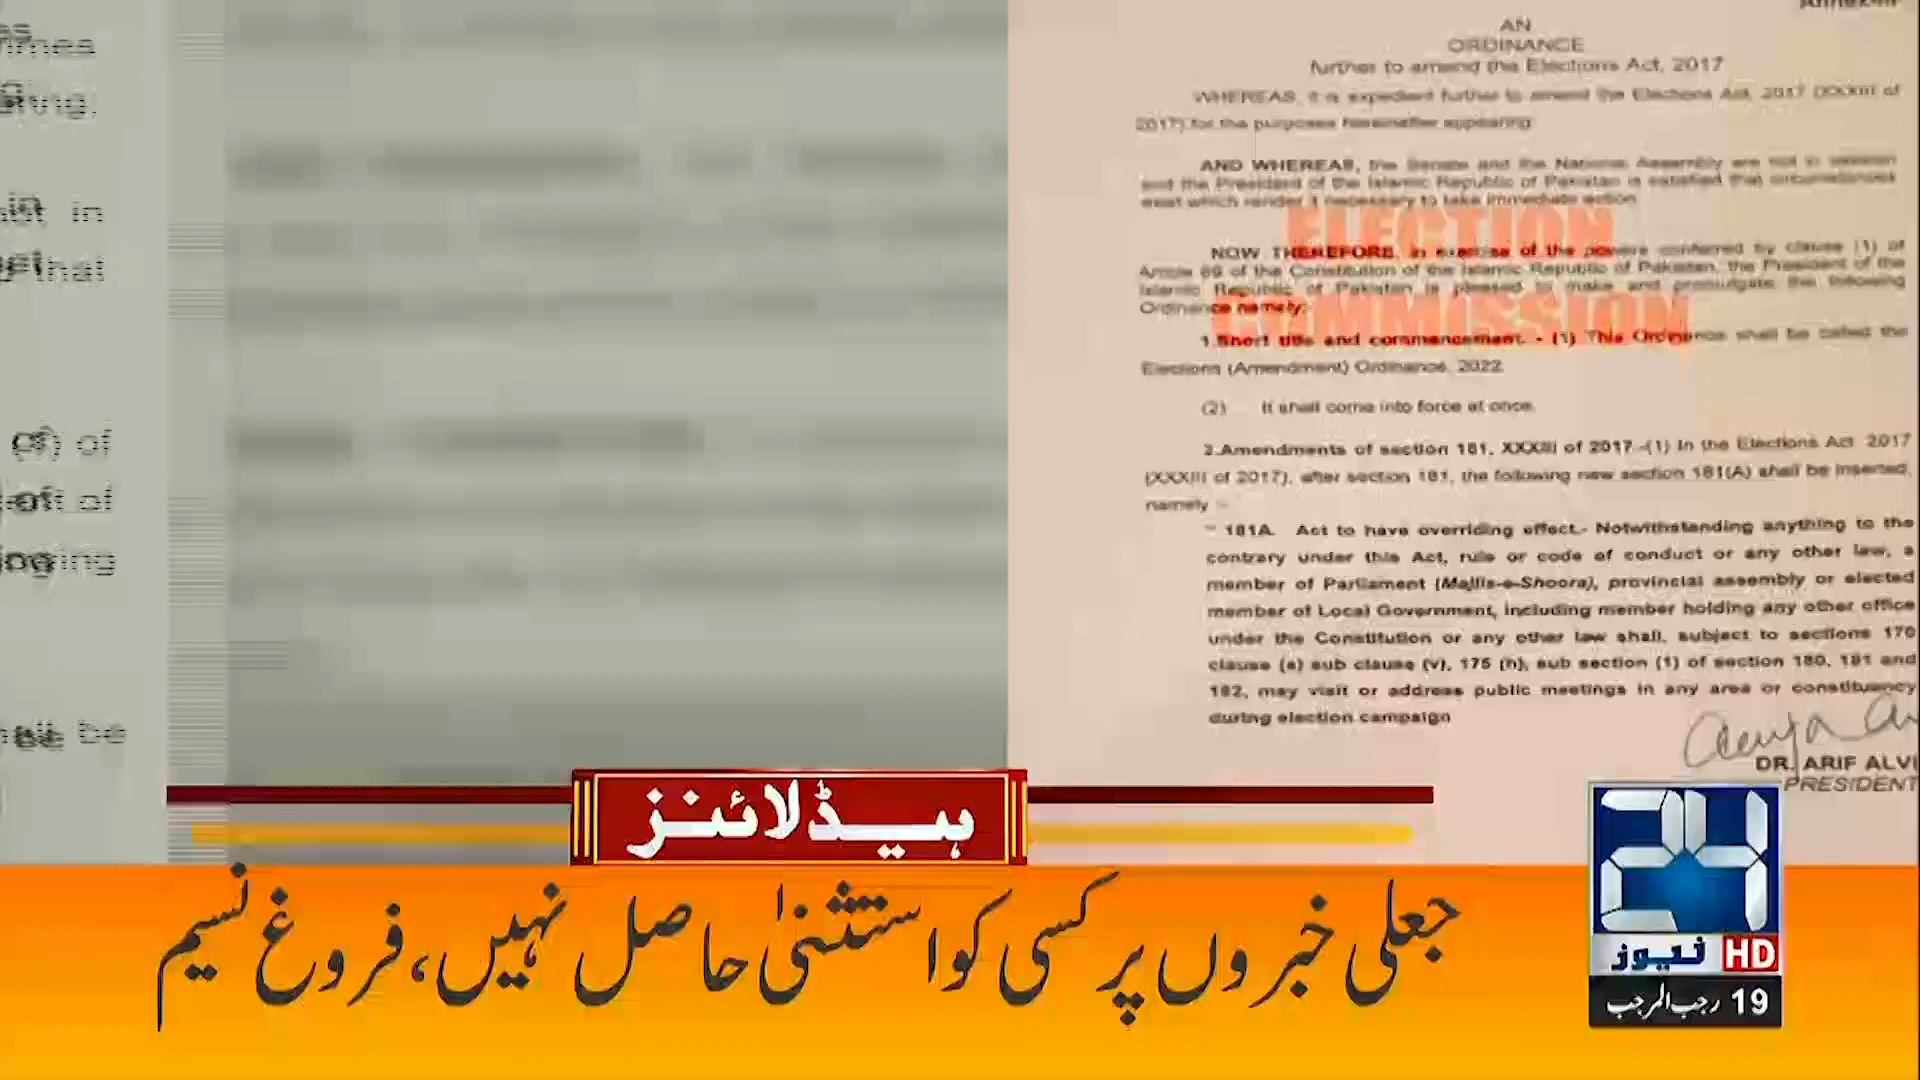 mes
ist in
that
of
of
be
AN
ORDINANCE
further to amend the Elections Act, 2017
WHEREAS, it is expedient further to amend the Elections Act, 2017 (XXXIII of
2017) for the purposes hereinafter appearing
AND WHEREAS, the Senate and the National Assembly are not in session
and the President of the Islamic Republic of Pakistan is satisfied that circumstances
exist which render it necessary to take immediate action
ELECTION
NOW THEREFORE, in exercise of the powers conferred by clause (1) of
Article 89 of the Constitution of the Islamic Republic of Pakistan, the President of the
Islamic Republic of Pakistan is pleased to make and promulgate the following
Ordinance namely:
COMMISSION
1.Short title and commencement. - (1) This Ordinance shall be called the
Elections (Amendment) Ordinance, 2022
(2) It shall come into force at once.
2.Amendments of section 181, XXXIII of 2017.-(1) In the Elections Act 2017
(XXXIII of 2017), after section 181, the following new section 181(A) shall be inserted,
namely :-
" 181A. Act to have overriding effect.- Notwithstanding anything to the
contrary under this Act, rule or code of conduct or any other law, a
member of Parliament (Majlis-e-Shoora), provincial assembly or elected
member of Local Government, including member holding any other office
under the Constitution or any other law shall, subject to sections 170
clause (a) sub clause (v), 175 (h), sub section (1) of section 180, 181 and
182, may visit or address public meetings in any area or constituency
during election campaign
DR. ARIF ALVI
PRESIDENT
ہیڈلائنز
جعلی خبروں پر کسی کو استثنیٰ حاصل نہیں، فروغ نسیم
24
نیوز HD
19 رجب المرجب